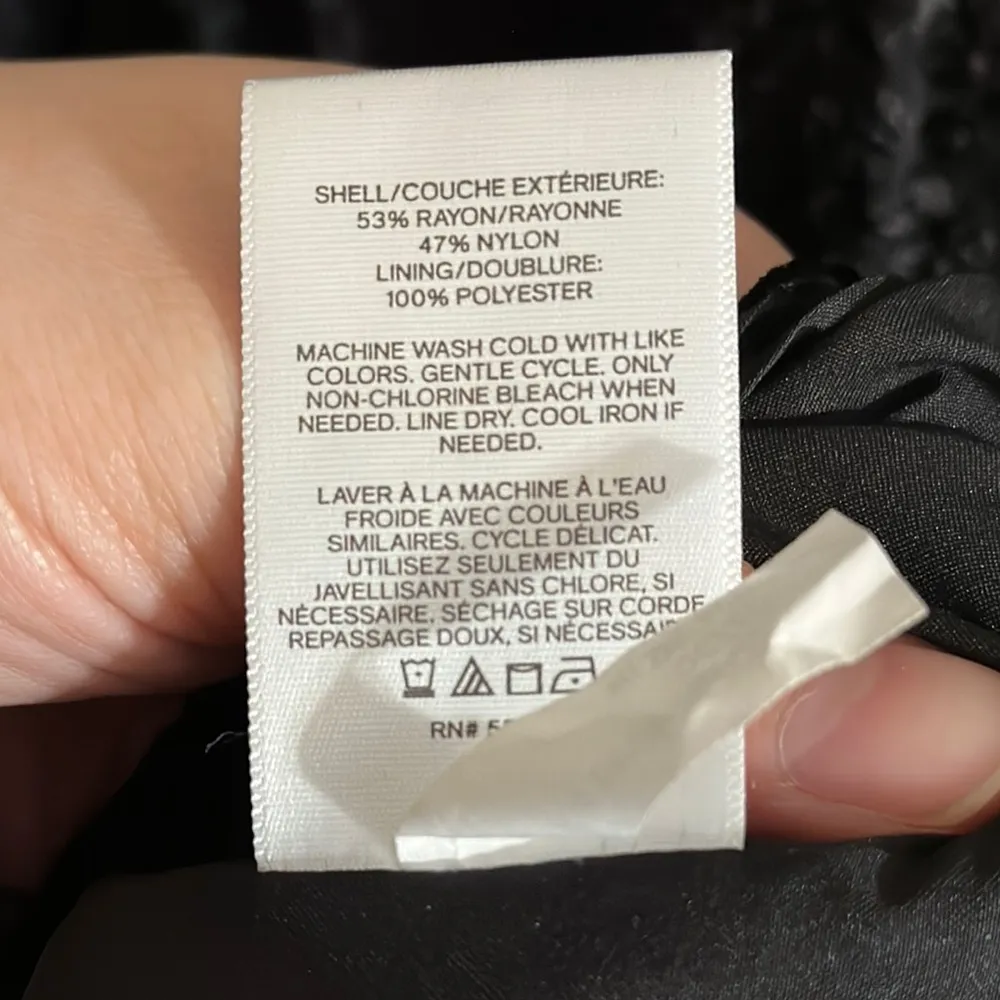 SHELL/COUCHE EXTÉRIEURE:
53% RAYON/RAYONNE
47% NYLON
LINING/DOUBLURE:
100% POLYESTER
MACHINE WASH COLD WITH LIKE
COLORS. GENTLE CYCLE. ONLY
NON-CHLORINE BLEACH WHEN
NEEDED. LINE DRY. COOL IRON IF
NEEDED.
LAVER À LA MACHINE À L'EAU
FROIDE AVEC COULEURS
SIMILAIRES. CYCLE DÉLICAT.
UTILISEZ SEULEMENT DU
JAVELLISANT SANS CHLORE, SI
NÉCESSAIRE. SÉCHAGE SUR CORDE
REPASSAGE DOUX, SI
RN#